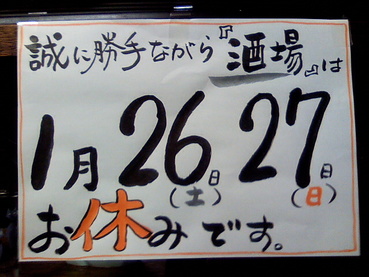 誠に勝手ながら『酒場』は
1月26日(土)27日(日)
お休みです。